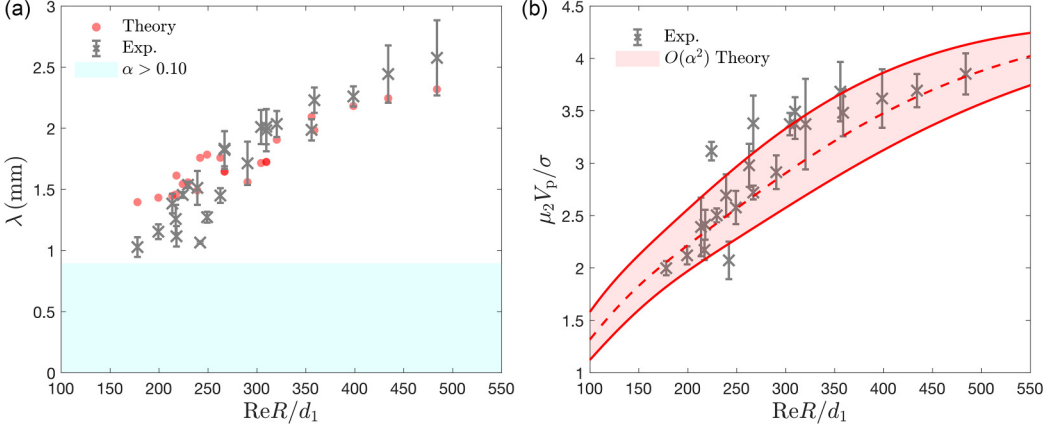 (a)
3
2.5
2
1.5
1
0.5
0
λ (mm)
Theory
Exp.
α > 0.10
100 150 200 250 300 350 400 450 500 550
ReR/d₁
(b)
4.5
4
3.5
3
2.5
2
1.5
1
μ₂Vₚ/σ
Exp.
O(α²) Theory
100 150 200 250 300 350 400 450 500 550
ReR/d₁